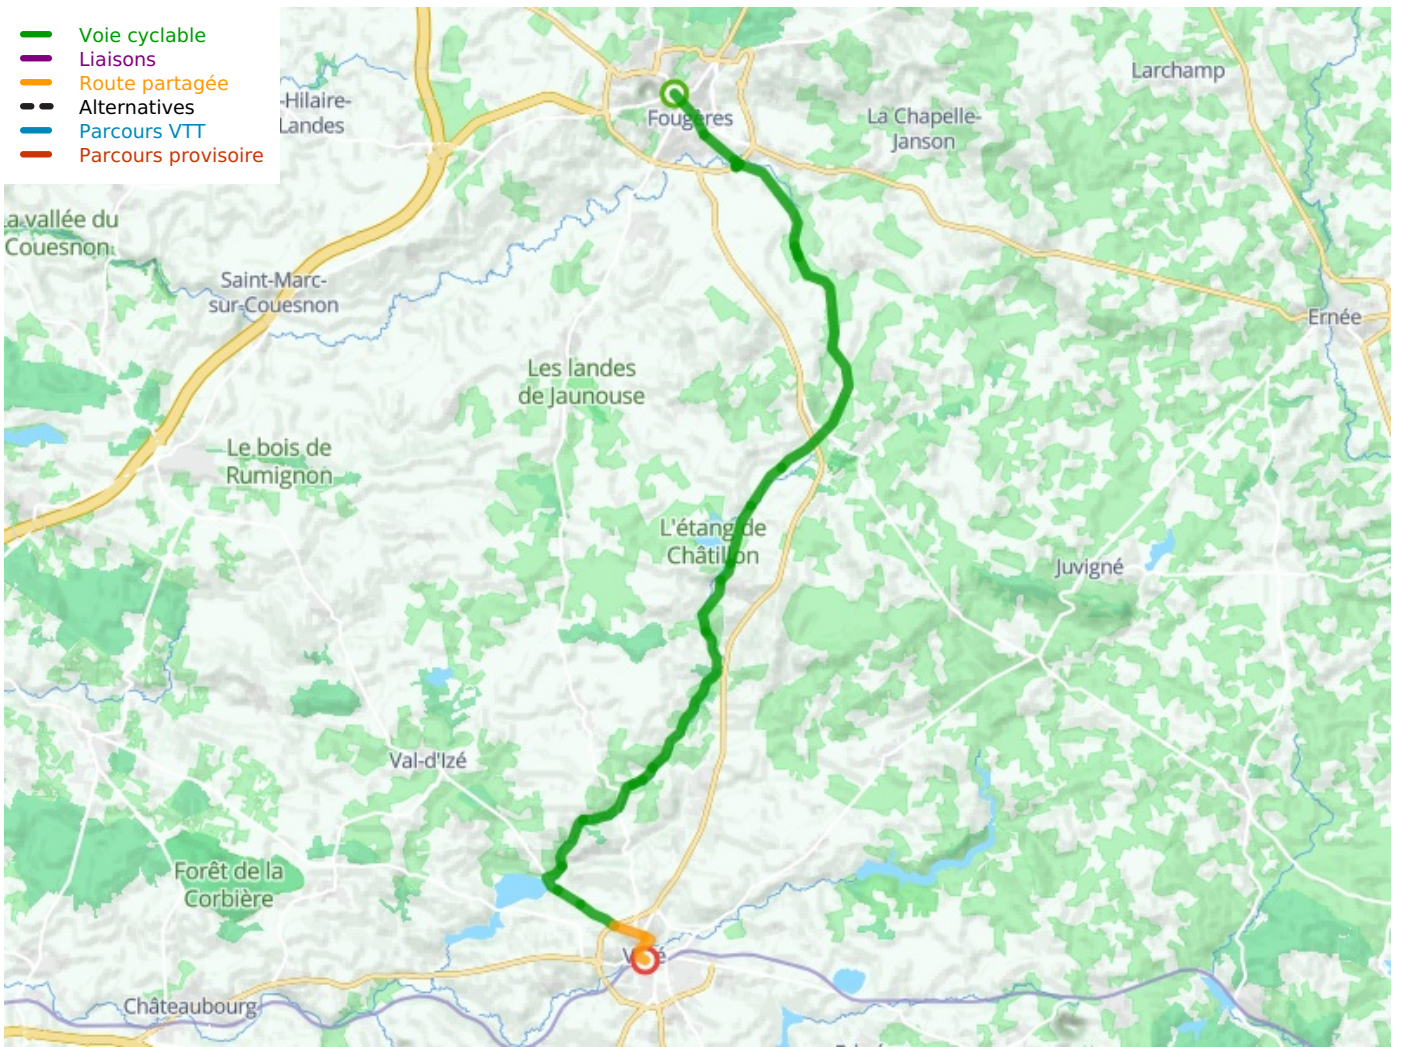 Voie cyclable
Liaisons
Route partagée
Alternatives
Parcours VTT
Parcours provisoire
Larchamp
-Hilaire-
Landes
Fougères
La Chapelle-
Janson
a vallée du
Couesnon
Saint-Marc-
sur-Couesnon
Ernée
Les landes
de Jaunouse
Le bois de
Rumignon
L'étang de
Châtillon
Juvigné
Val-d'Izé
Forêt de la
Corbière
Châteaubourg